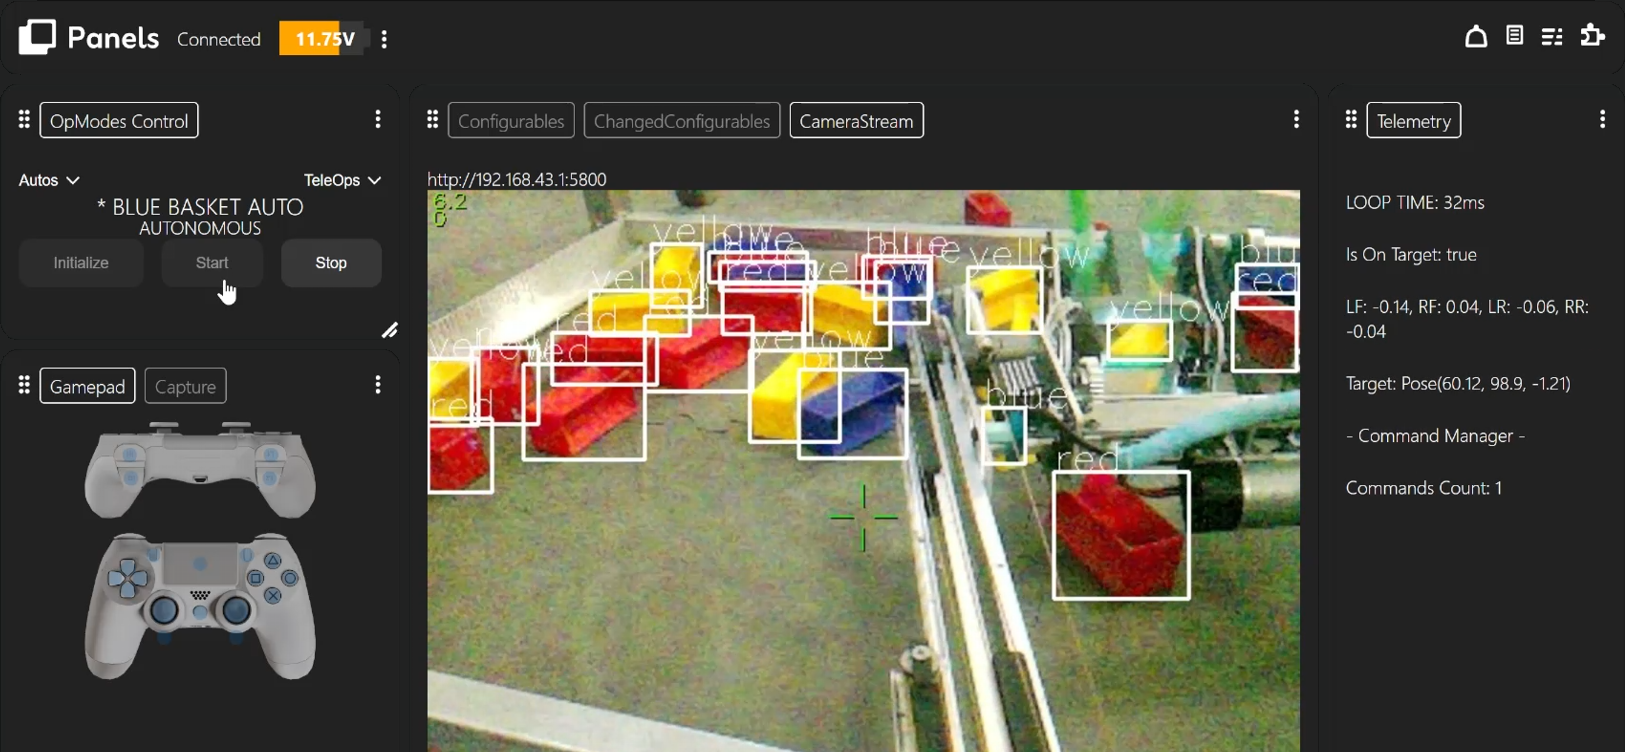 Panels
Connected
11.75V
OpModes Control
Autos
TeleOps
* BLUE BASKET AUTO
AUTONOMOUS
Initialize
Start
Stop
Gamepad
Capture
Configurables
ChangedConfigurables
CameraStream
http://192.168.43.1:5800
6.2
0
yellow
blue
yellow
blue
yellow
red
yellow
yellow
blue
red
red
yellow
red
yellow
blue
red
blue
red
Telemetry
LOOP TIME: 32ms
Is On Target: true
LF: -0.14, RF: 0.04, LR: -0.06, RR:
-0.04
Target: Pose(60.12, 98.9, -1.21)
- Command Manager -
Commands Count: 1